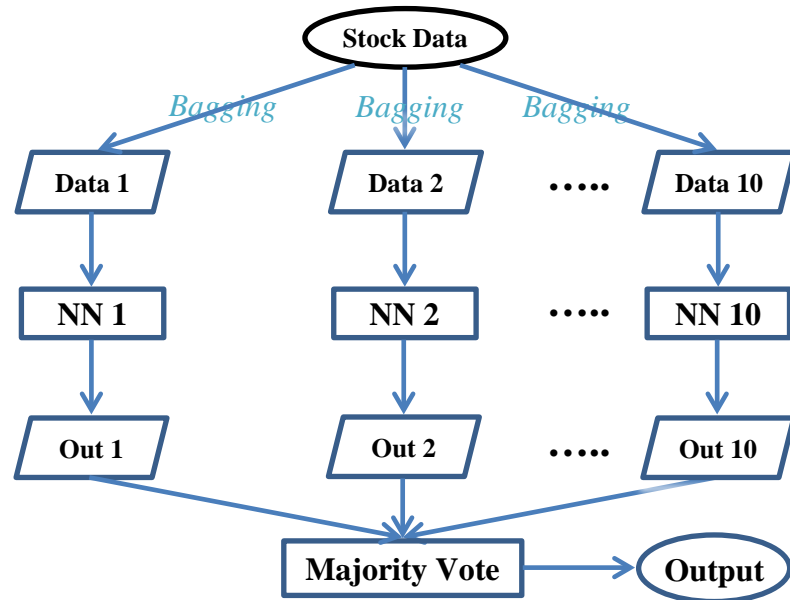 Stock Data
Bagging Bagging Bagging
Data 1 Data 2 ..... Data 10
NN 1 NN 2 ..... NN 10
Out 1 Out 2 ..... Out 10
Majority Vote Output